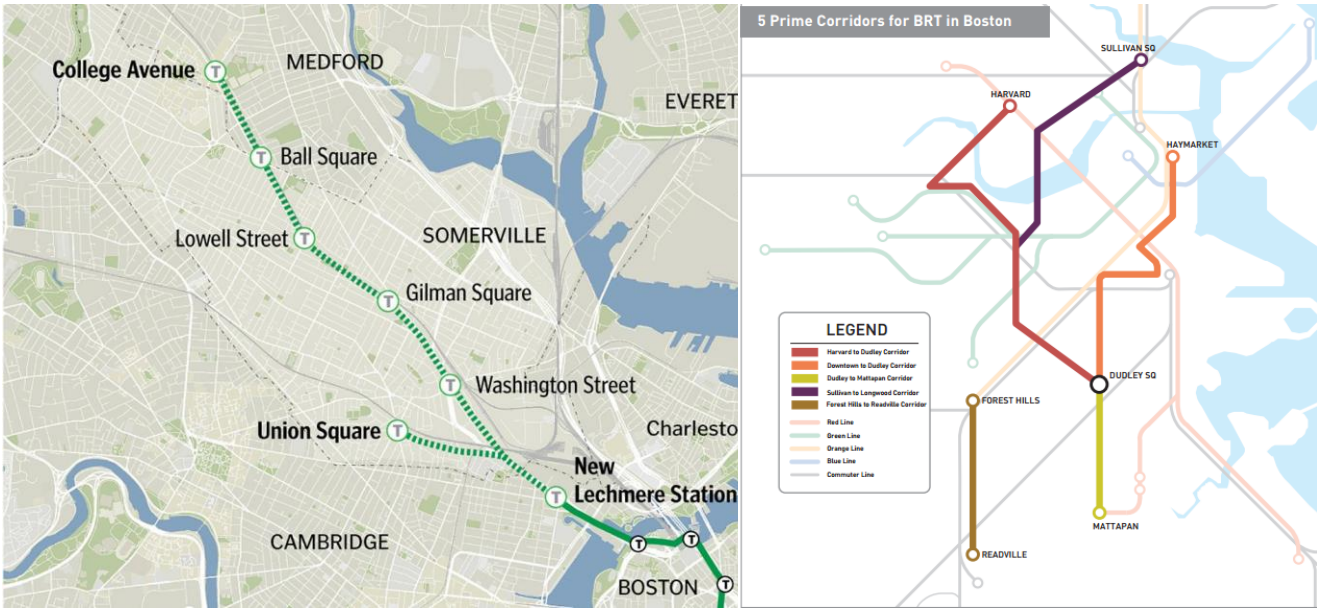 College Avenue
MEDFORD
EVERET
Ball Square
Lowell Street
SOMERVILLE
Gilman Square
Washington Street
Union Square
Charlesto
New
Lechmere Station
CAMBRIDGE
BOSTON
T
T
T
T
T
T
T
T
T
T
5 Prime Corridors for BRT in Boston
SULLIVAN SQ
HARVARD
HAYMARKET
LEGEND
Harvard to Dudley Corridor
Downtown to Dudley Corridor
Dudley to Mattapan Corridor
Sullivan to Longwood Corridor
Forest Hills to Readville Corridor
Red Line
Green Line
Orange Line
Blue Line
Commuter Line
DUDLEY SQ
FOREST HILLS
MATTAPAN
READVILLE